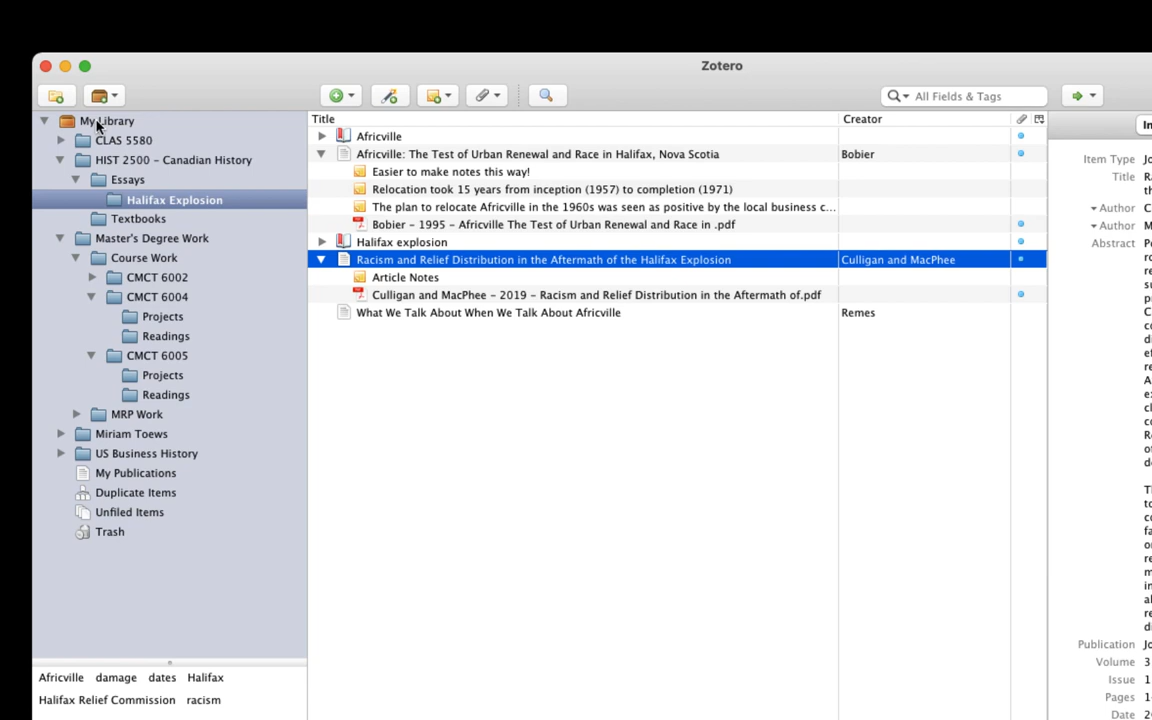 Zotero
All Fields & Tags
My Library
CLAS 5580
HIST 2500 - Canadian History
Essays
Halifax Explosion
Textbooks
Master's Degree Work
Course Work
CMCT 6002
CMCT 6004
Projects
Readings
CMCT 6005
Projects
Readings
MRP Work
Miriam Toews
US Business History
My Publications
Duplicate Items
Unfiled Items
Trash
Africville damage dates Halifax
Halifax Relief Commission racism
Title Creator
Africville
Africville: The Test of Urban Renewal and Race in Halifax, Nova Scotia Bobier
Easier to make notes this way!
Relocation took 15 years from inception (1957) to completion (1971)
The plan to relocate Africville in the 1960s was seen as positive by the local business c...
Bobier - 1995 - Africville The Test of Urban Renewal and Race in .pdf
Halifax explosion
Racism and Relief Distribution in the Aftermath of the Halifax Explosion Culligan and MacPhee
Article Notes
Culligan and MacPhee - 2019 - Racism and Relief Distribution in the Aftermath of.pdf
What We Talk About When We Talk About Africville Remes
Item Type
Title
Author
Author
Abstract
Publication
Volume 3
Issue 1
Pages
Date